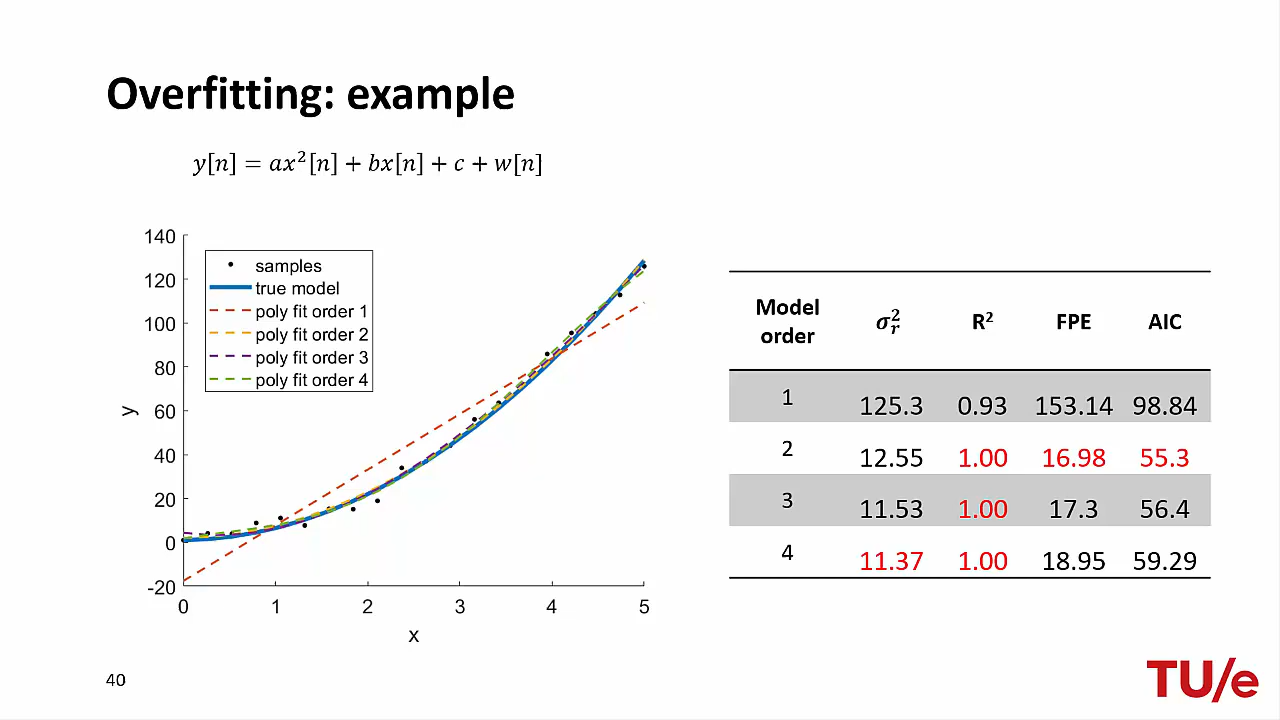 Overfitting: example
y[n] = ax²[n] + bx[n] + c + w[n]
140
120
100
80
60
40
20
0
-20
y
samples
true model
poly fit order 1
poly fit order 2
poly fit order 3
poly fit order 4
0 1 2 3 4 5
x
Model order σᵣ² R² FPE AIC
1 125.3 0.93 153.14 98.84
2 12.55 1.00 16.98 55.3
3 11.53 1.00 17.3 56.4
4 11.37 1.00 18.95 59.29
40
TU/e